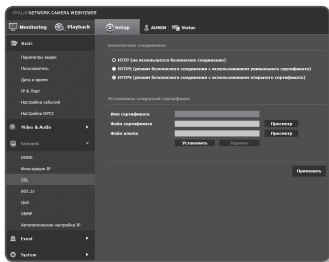 iPOLiS NETWORK CAMERA WEBVIEWER
Monitoring
Playback
Setup
ADMIN
Status
Basic
Параметры видео
Пользователь
Дата и время
IP & Порт
Настройка событий
Настройка DPTZ
Video & Audio
Network
DDNS
Фильтрация IP
SSL
802.1x
QoS
SNMP
Автоматическая настройка IP
Event
System
Безопасное соединение
HTTP (не используется безопасное соединение)
HTTPS (режим безопасного соединения с использованием уникального сертификата)
HTTPS (режим безопасного соединения с использованием открытого сертификата)
Установить открытый сертификат
Имя сертификата
Файл сертификата
Просмотр
Файл ключа
Просмотр
Установить
Удалить
Применить